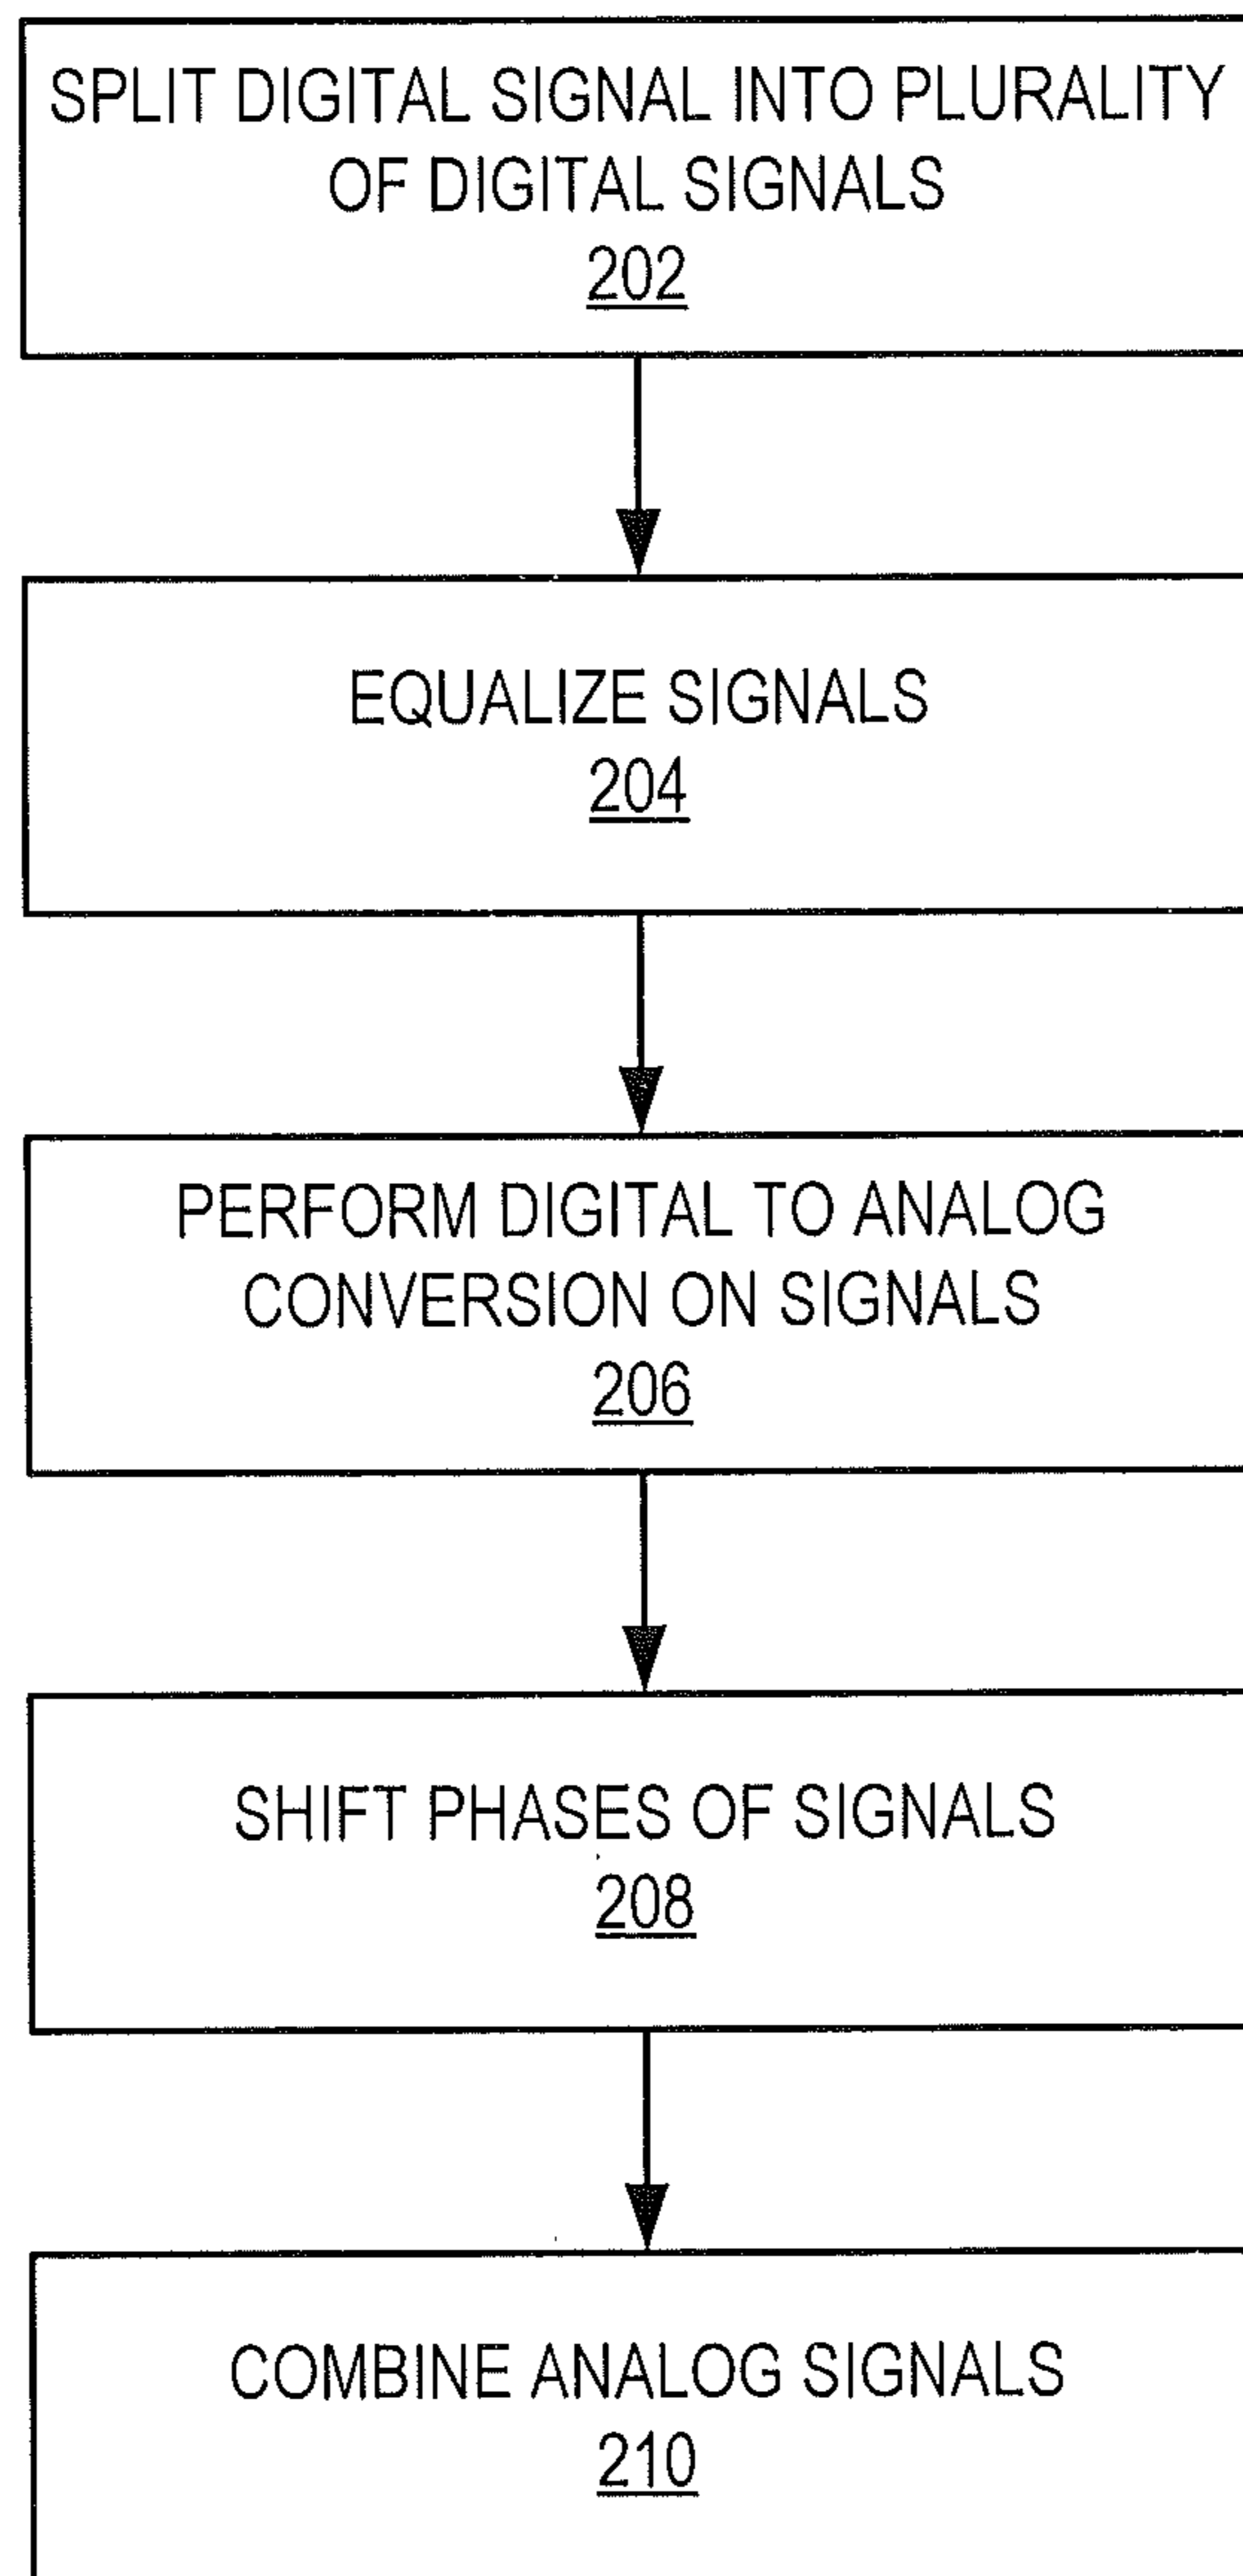 SPLIT DIGITAL SIGNAL INTO PLURALITY
OF DIGITAL SIGNALS
202
EQUALIZE SIGNALS
204
PERFORM DIGITAL TO ANALOG
CONVERSION ON SIGNALS
206
SHIFT PHASES OF SIGNALS
208
COMBINE ANALOG SIGNALS
210